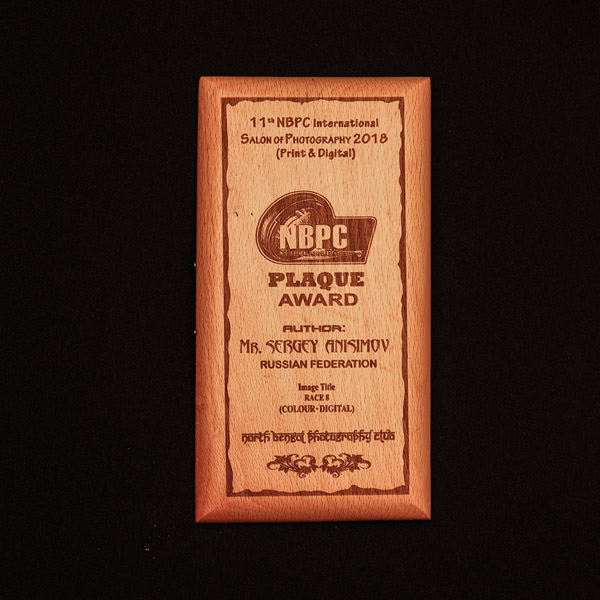 11th NBPC International
SALON OF PHOTOGRAPHY 2018
(Print & Digital)
NBPC
PLAQUE
AWARD
AUTHOR:
MR. SERGEY ANISIMOV
RUSSIAN FEDERATION
Image Title
RACE 8
(COLOUR-DIGITAL)
North Bengal Photography Club